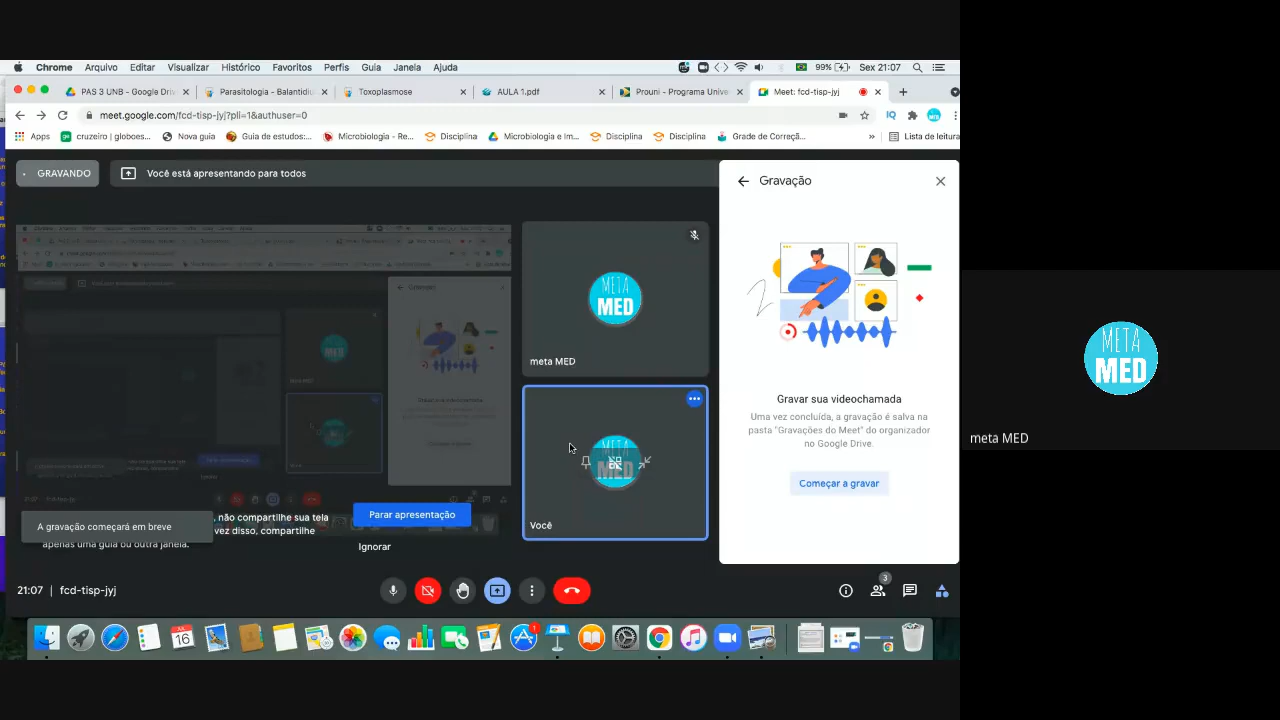 Chrome Arquivo Editar Visualizar Histórico Favoritos Perfis Guia Janela Ajuda 99% Sex 21:07
PAS 3 UNB - Google Dri Parasitologia - Balantidiu Toxoplasmose AULA 1.pdf Prouni - Programa Unive Meet: fcd-tisp-jyj
meet.google.com/fcd-tisp-jyj?pli=1&authuser=0
Apps cruzeiro | globoes... Nova guia Guia de estudos:... Microbiologia - Re... Disciplina Microbiologia e Im... Disciplina Disciplina Grade de Correçã... » Lista de leitura
GRAVANDO
Você está apresentando para todos
Gravação
META MED
meta MED
META MED
Você
Gravar sua videochamada
Uma vez concluída, a gravação é salva na
pasta "Gravações do Meet" do organizador
no Google Drive.
Começar a gravar
A gravação começará em breve
, não compartilhe sua tela
vez disso, compartilhe
apenas uma guia ou outra janela.
Parar apresentação
Ignorar
21:07 | fcd-tisp-jyj
3
JUL
16
1
META MED
meta MED